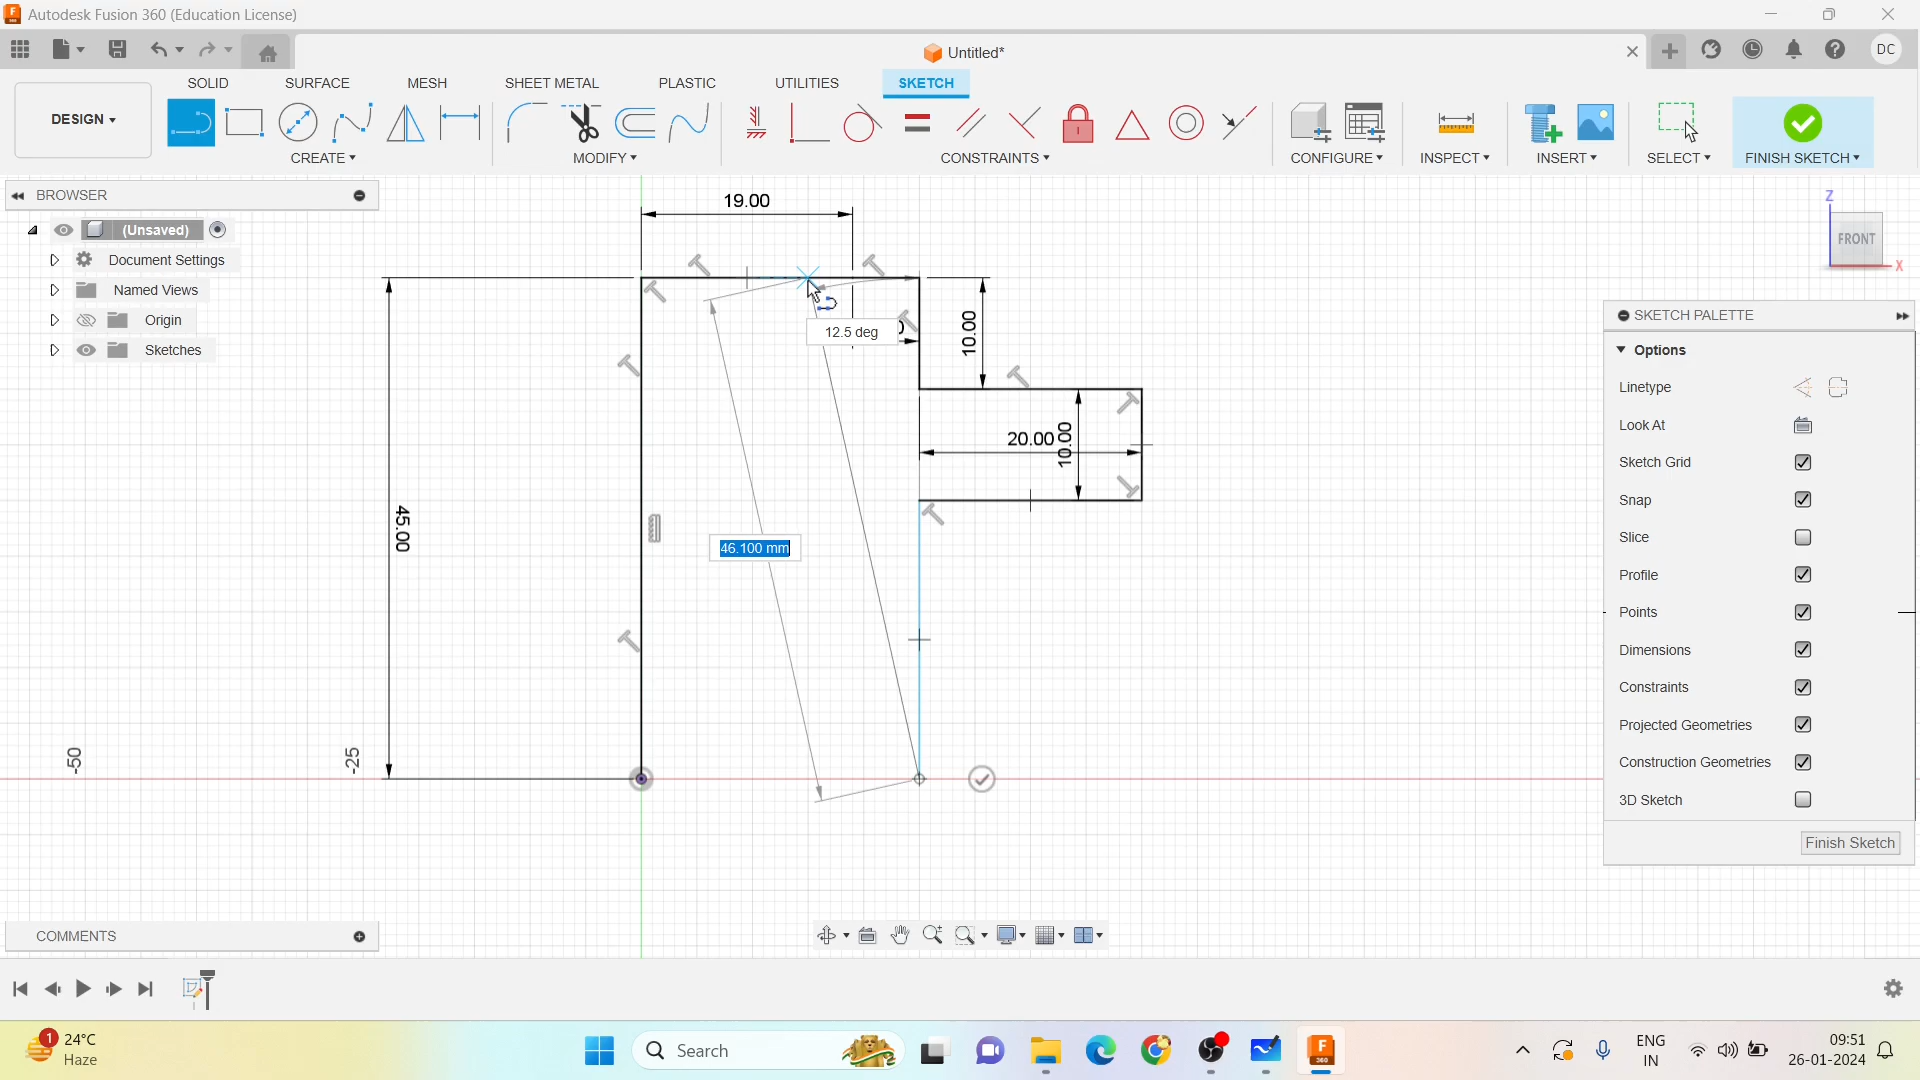 Autodesk Fusion 360 (Education License)
Untitled*
DC
SOLID SURFACE MESH SHEET METAL PLASTIC UTILITIES SKETCH
DESIGN
CREATE MODIFY CONSTRAINTS CONFIGURE INSPECT INSERT SELECT FINISH SKETCH
BROWSER
(Unsaved)
Document Settings
Named Views
Origin
Sketches
19.00
12.5 deg
10.00
20.00
10.00
45.00
46.100 mm
-50
-25
Z
FRONT
X
SKETCH PALETTE
Options
Linetype
Look At
Sketch Grid
Snap
Slice
Profile
Points
Dimensions
Constraints
Projected Geometries
Construction Geometries
3D Sketch
Finish Sketch
COMMENTS
1
24°C
Haze
Search
F
360
ENG
IN
09:51
26-01-2024